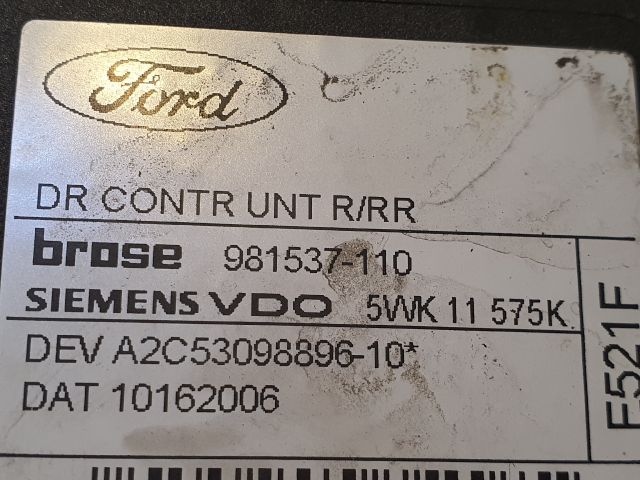 Ford
DR CONTR UNT R/RR
brose 981537-110
SIEMENS VDO 5WK 11 575K
DEV A2C53098896-10*
DAT 10162006
E521F